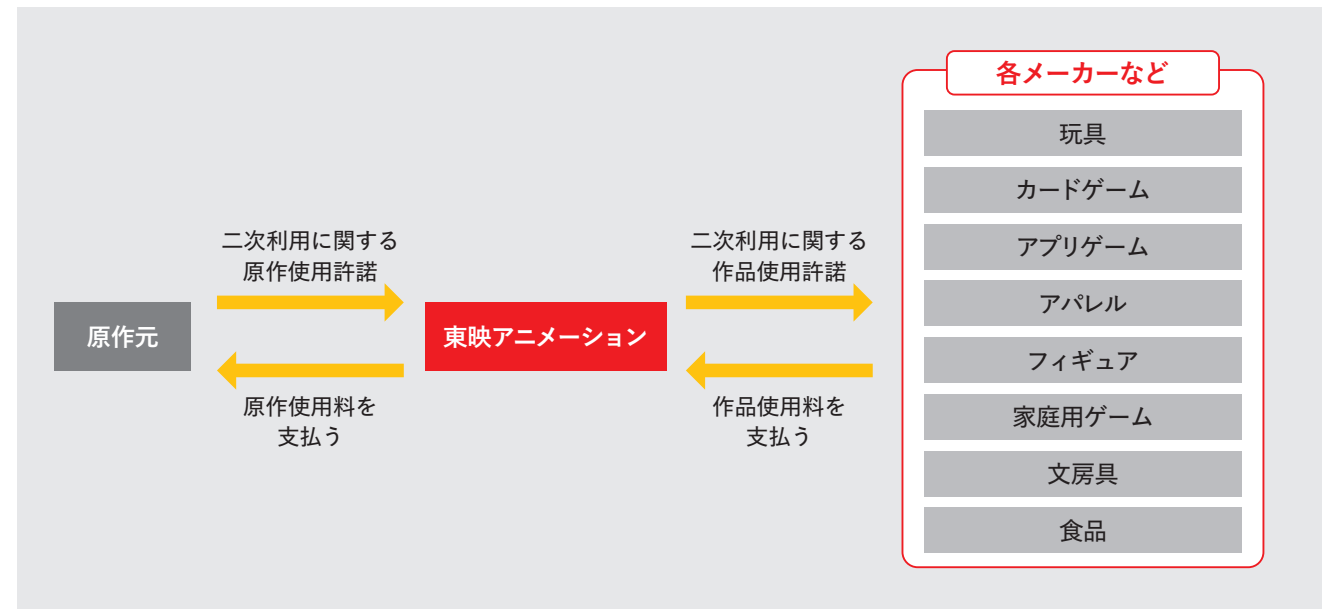 各メーカーなど
玩具
カードゲーム
アプリゲーム
アパレル
フィギュア
家庭用ゲーム
文房具
食品
二次利用に関する
原作使用許諾
原作元
原作使用料を
支払う
東映アニメーション
二次利用に関する
作品使用許諾
作品使用料を
支払う